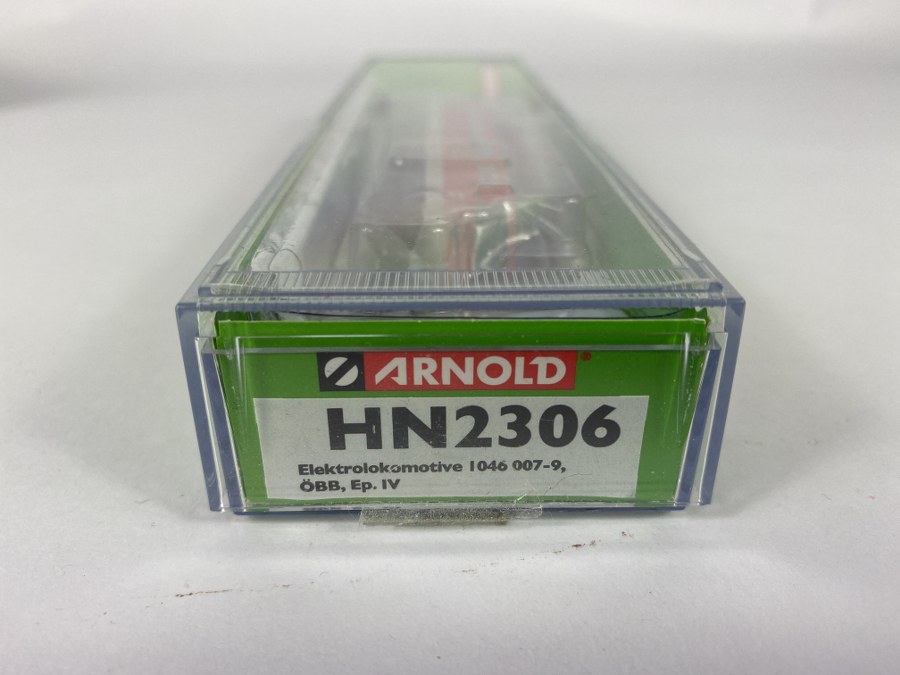 ARNOLD®
HN2306
Elektrolokomotive 1046 007-9,
ÖBB, Ep. IV